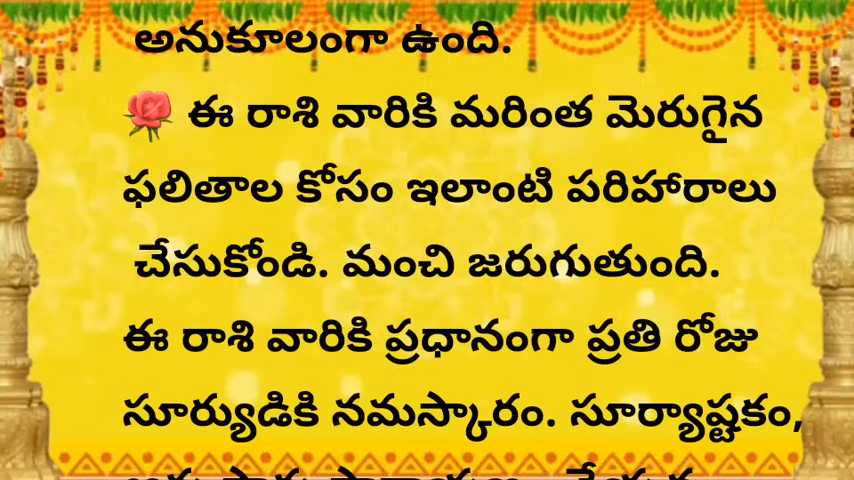 అనుకూలంగా ఉంది.
🌹 ఈ రాశి వారికి మరింత మెరుగైన
ఫలితాల కోసం ఇలాంటి పరిహారాలు
చేసుకోండి. మంచి జరుగుతుంది.
ఈ రాశి వారికి ప్రధానంగా ప్రతి రోజు
సూర్యుడికి నమస్కారం. సూర్యాష్టకం,